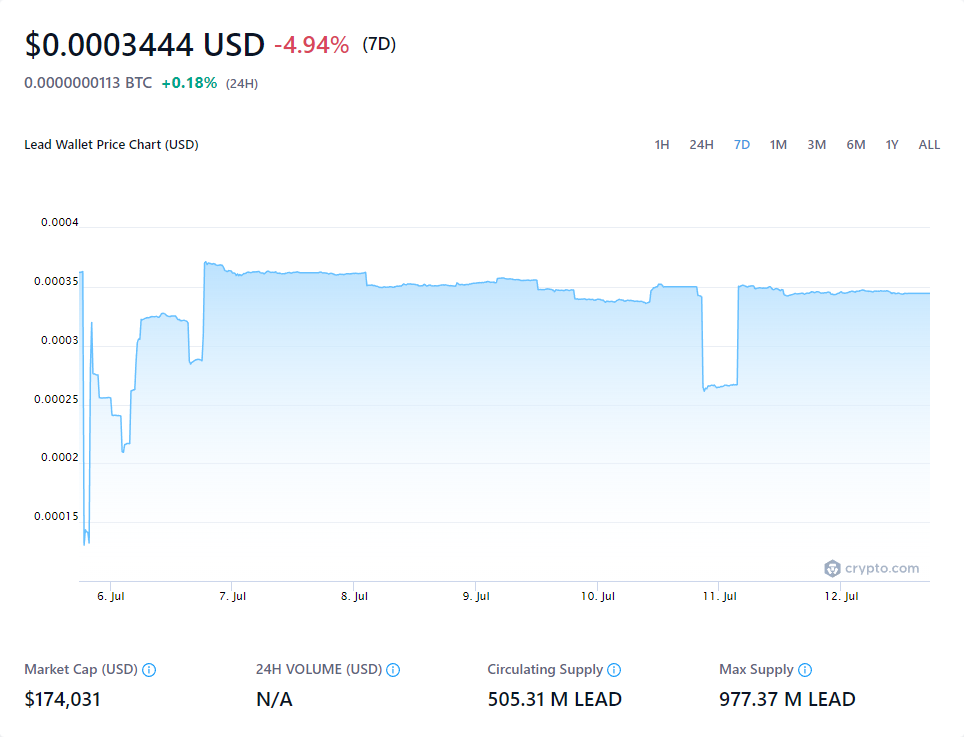 $0.0003444 USD -4.94% (7D)
0.0000000113 BTC +0.18% (24H)
Lead Wallet Price Chart (USD) 1H 24H 7D 1M 3M 6M 1Y ALL
0.0004
0.00035
0.0003
0.00025
0.0002
0.00015
crypto.com
6. Jul 7. Jul 8. Jul 9. Jul 10. Jul 11. Jul 12. Jul
Market Cap (USD) 24H VOLUME (USD) Circulating Supply Max Supply
$174,031 N/A 505.31 M LEAD 977.37 M LEAD